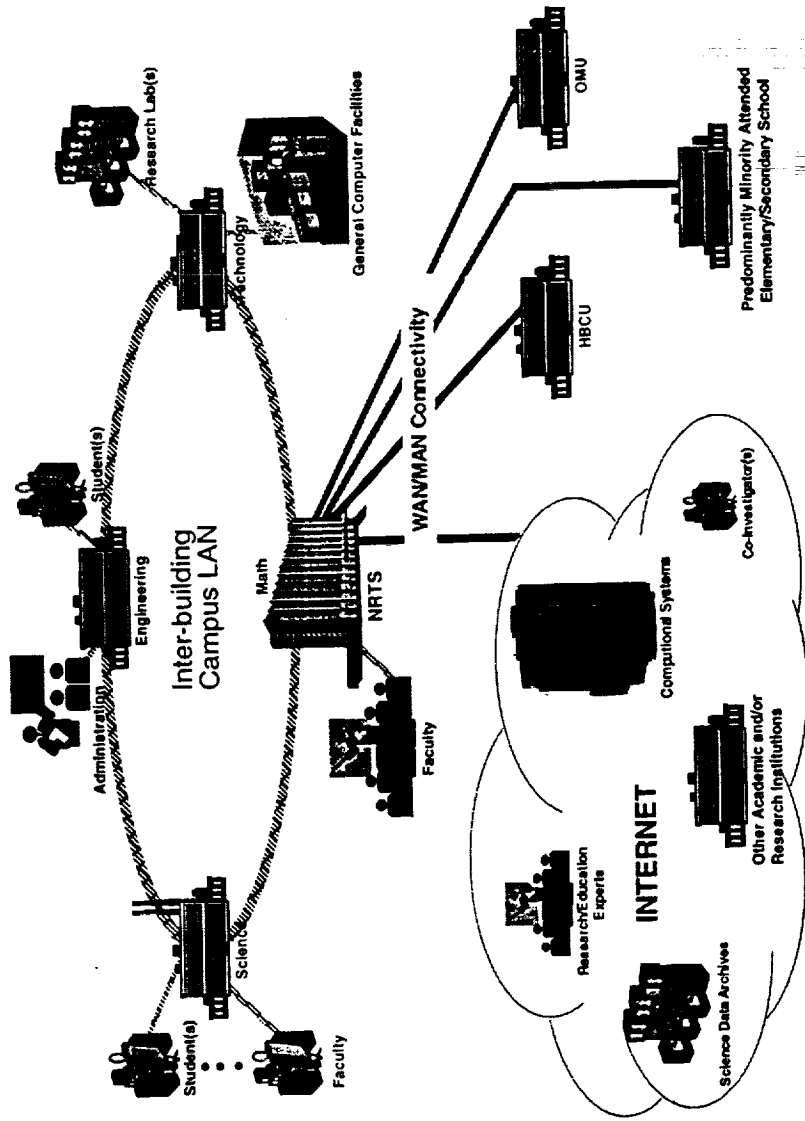 Research Lab(s)
Technology
General Computer Facilities
Student(s)
Engineering
Administration
Inter-building
Campus LAN
Math
NRTS
Faculty
Science
Student(s)
Faculty
WAN/MAN Connectivity
OMU
HBCU
Predominantly Minority Attended
Elementary/Secondary School
Co-Investigator(s)
Computional Systems
Research/Education
Experts
INTERNET
Other Academic and/or
Research Institutions
Science Data Archives